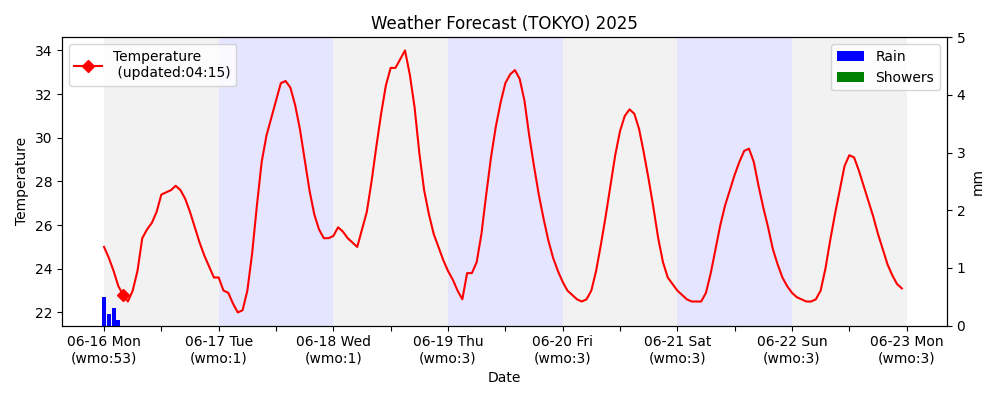 Weather Forecast (TOKYO) 2025
Temperature
(updated:04:15)
Rain
Showers
34
32
30
28
26
24
22
Temperature
5
4
3
2
1
0
mm
06-16 Mon
(wmo:53)
06-17 Tue
(wmo:1)
06-18 Wed
(wmo:1)
06-19 Thu
(wmo:3)
06-20 Fri
(wmo:3)
06-21 Sat
(wmo:3)
06-22 Sun
(wmo:3)
06-23 Mon
(wmo:3)
Date